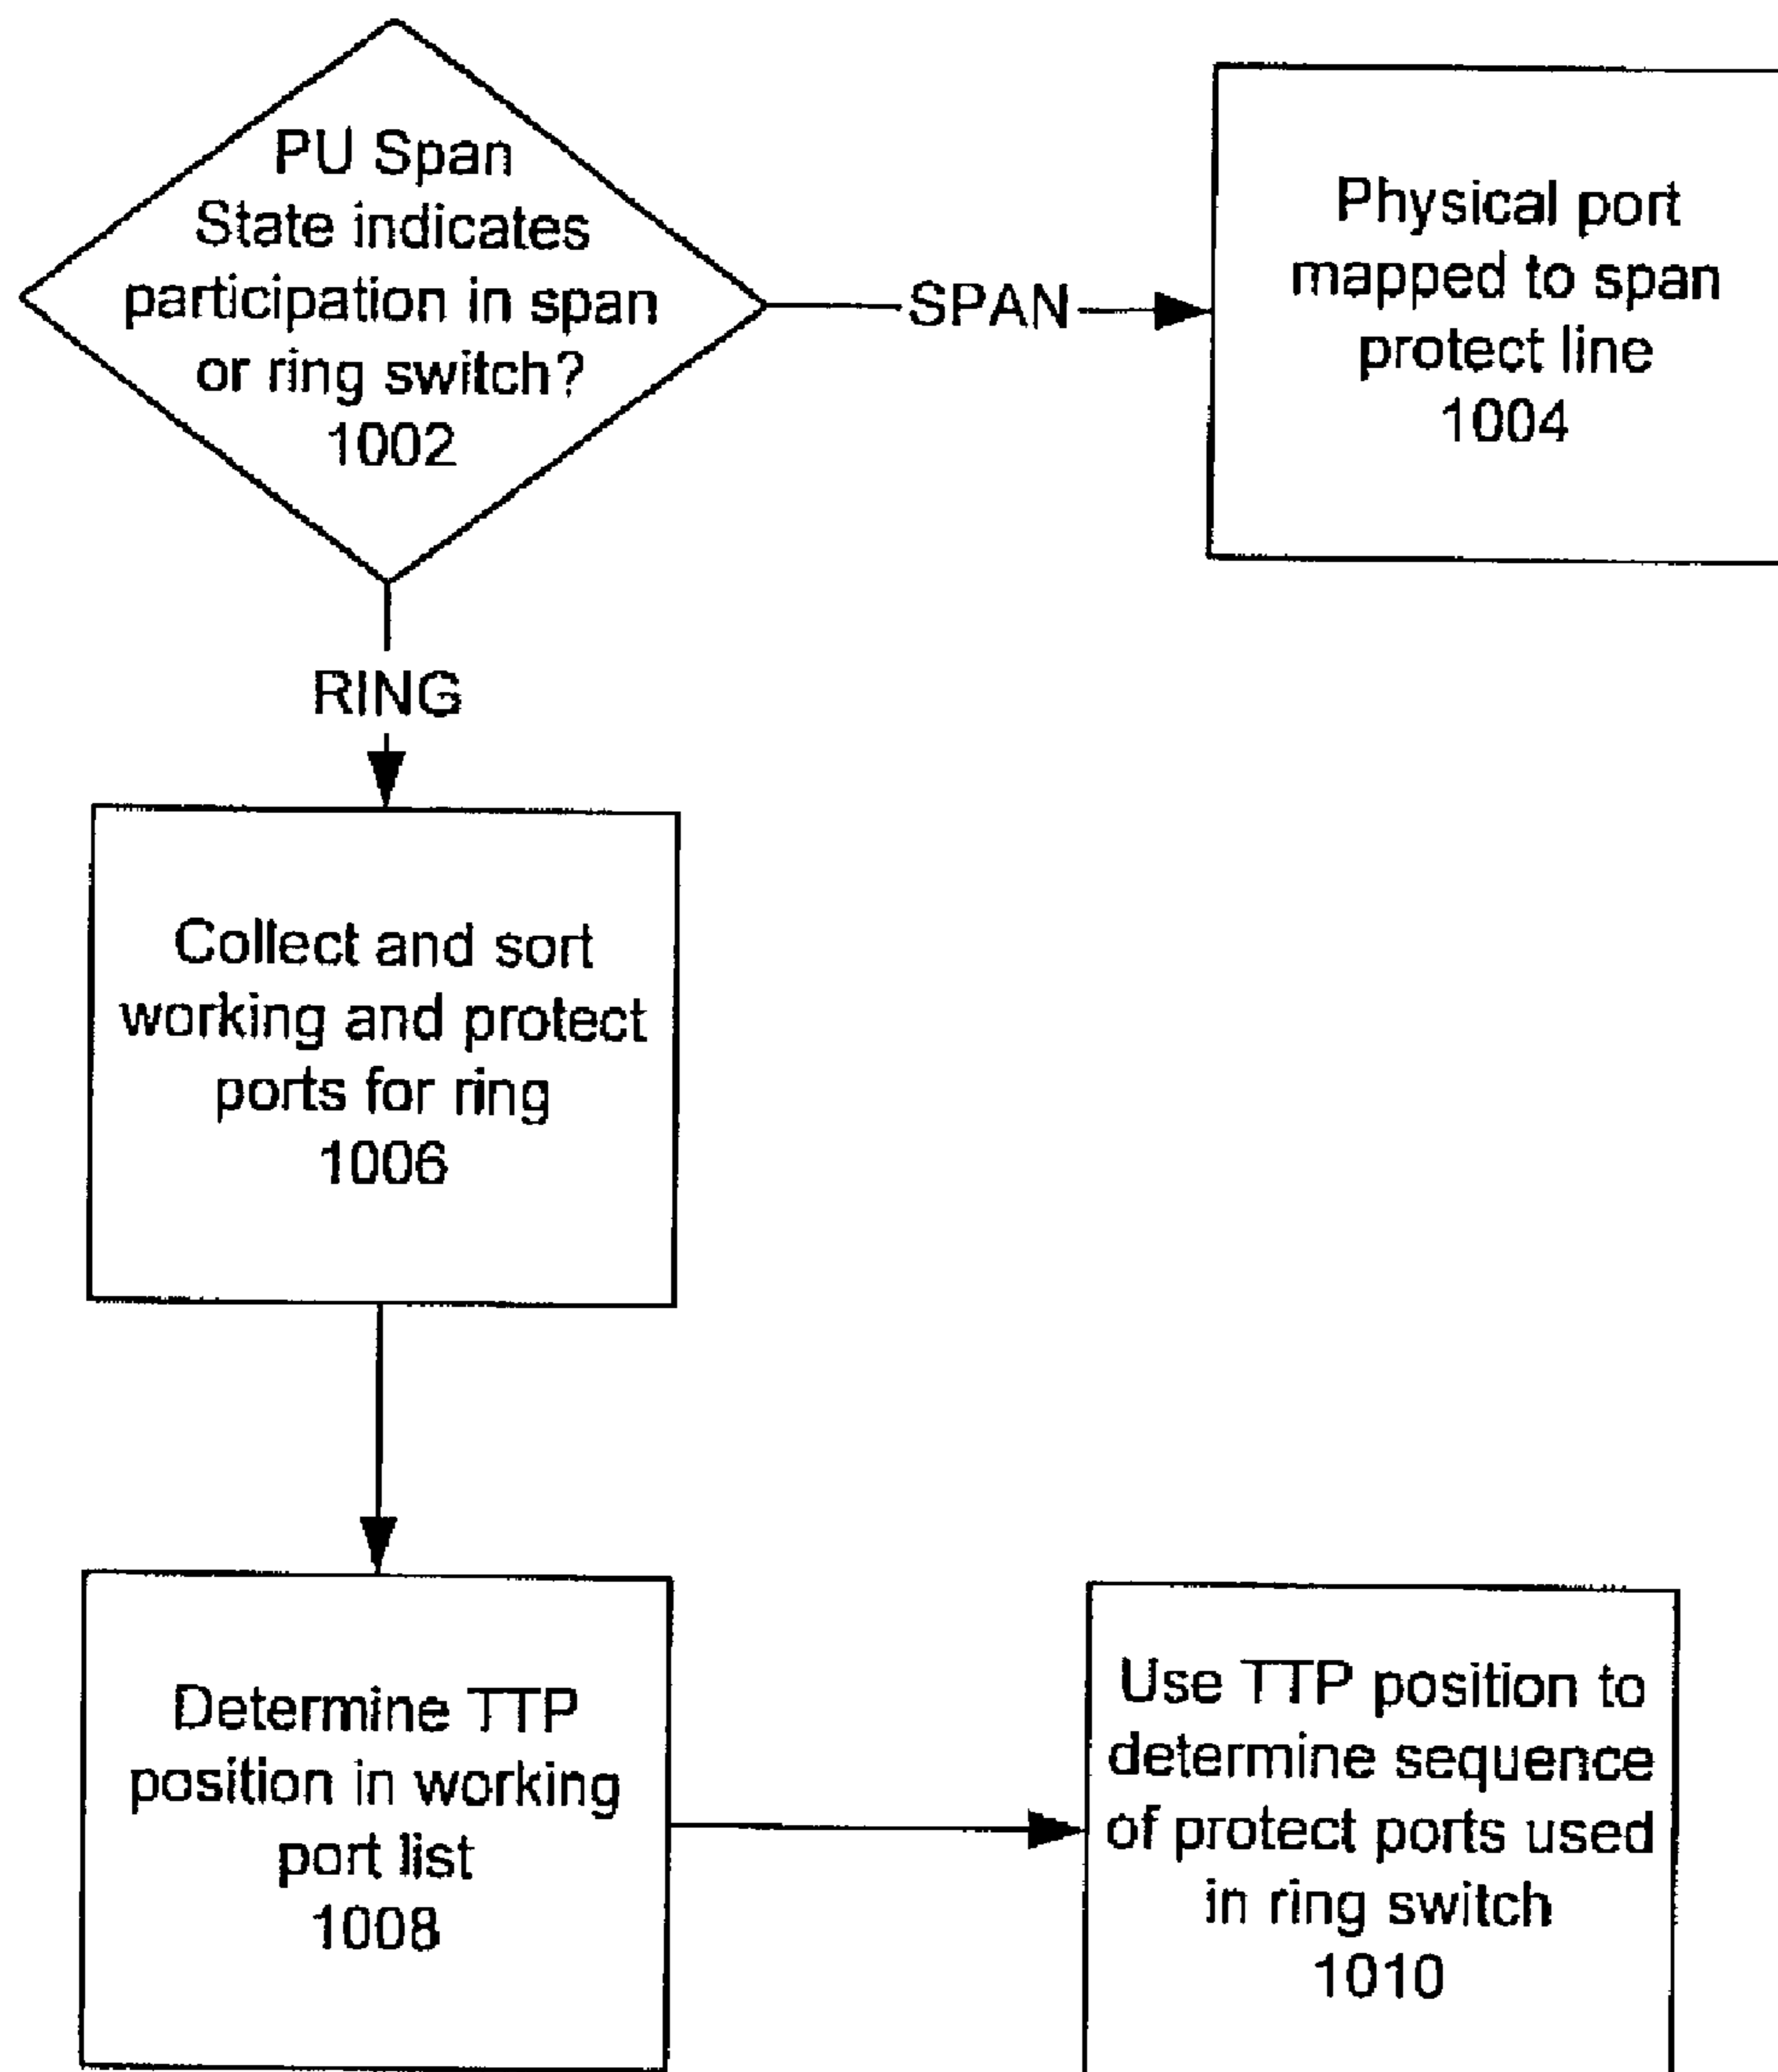 PU Span
State indicates
participation in span
or ring switch?
1002
SPAN
Physical port
mapped to span
protect line
1004
RING
Collect and sort
working and protect
ports for ring
1006
Determine TTP
position in working
port list
1008
Use TTP position to
determine sequence
of protect ports used
in ring switch
1010